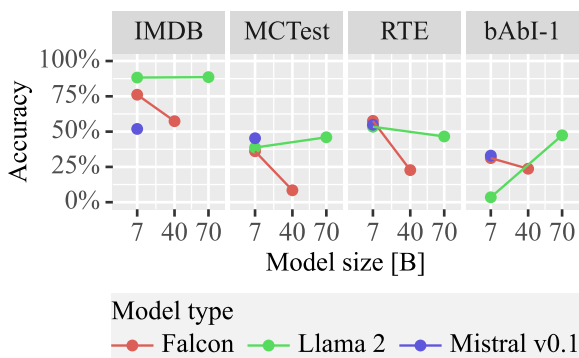 IMDB MCTest RTE bAbI-1
100%
75%
50%
25%
0%
Accuracy
7 40 70 7 40 70 7 40 70 7 40 70
Model size [B]
Model type
Falcon Llama 2 Mistral v0.1